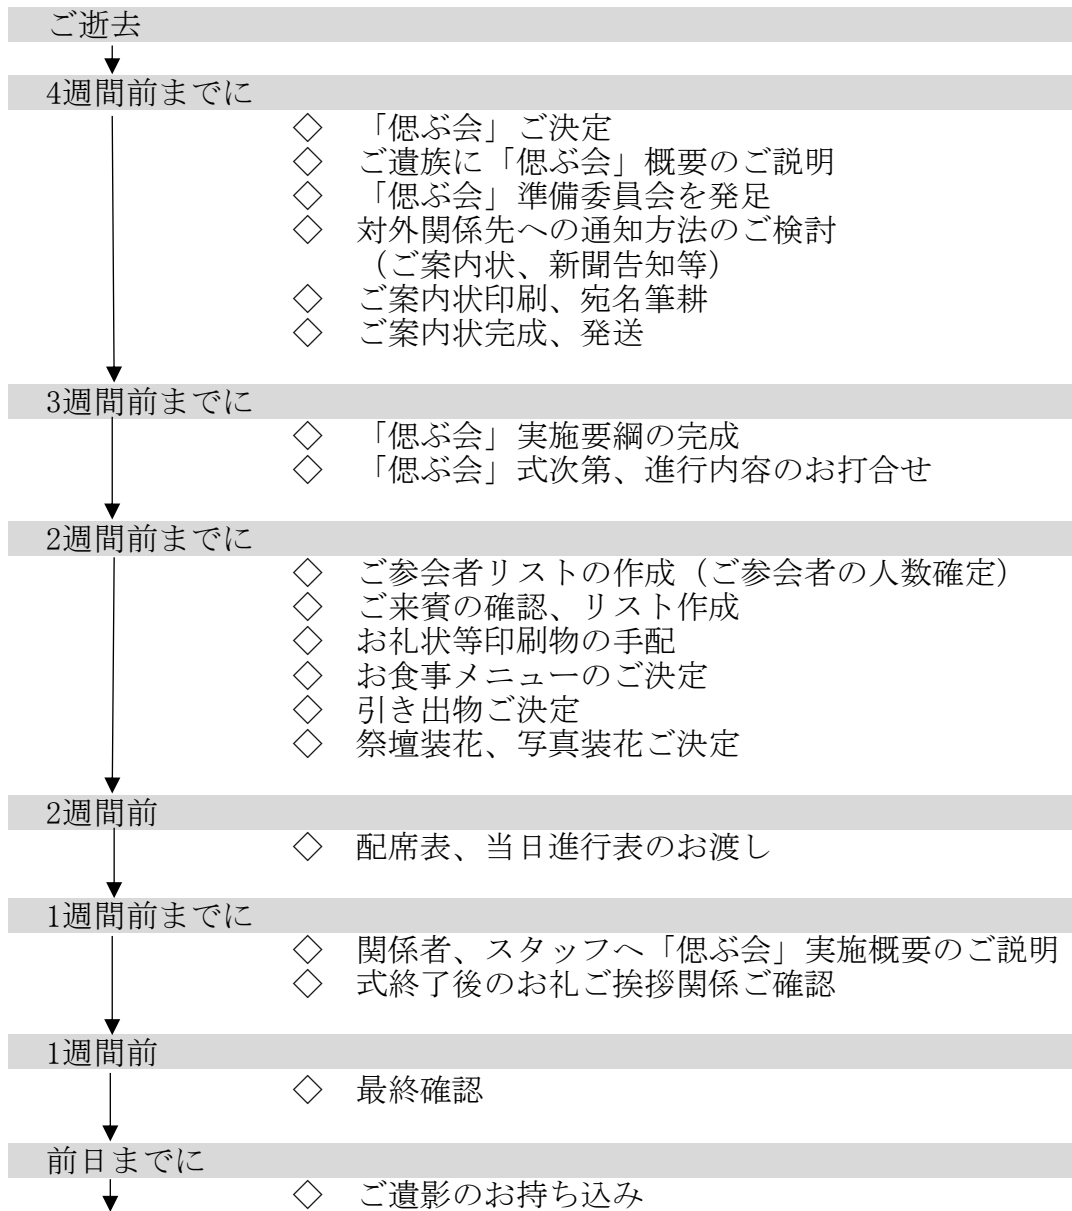 ご逝去
4週間前までに
◇ 「偲ぶ会」ご決定
◇ ご遺族に「偲ぶ会」概要のご説明
◇ 「偲ぶ会」準備委員会を発足
◇ 対外関係先への通知方法のご検討
（ご案内状、新聞告知等）
◇ ご案内状印刷、宛名筆耕
◇ ご案内状完成、発送
3週間前までに
◇ 「偲ぶ会」実施要綱の完成
◇ 「偲ぶ会」式次第、進行内容のお打合せ
2週間前までに
◇ ご参会者リストの作成（ご参会者の人数確定）
◇ ご来賓の確認、リスト作成
◇ お礼状等印刷物の手配
◇ お食事メニューのご決定
◇ 引き出物ご決定
◇ 祭壇装花、写真装花ご決定
2週間前
◇ 配席表、当日進行表のお渡し
1週間前までに
◇ 関係者、スタッフへ「偲ぶ会」実施概要のご説明
◇ 式終了後のお礼ご挨拶関係ご確認
1週間前
◇ 最終確認
前日までに
◇ ご遺影のお持ち込み